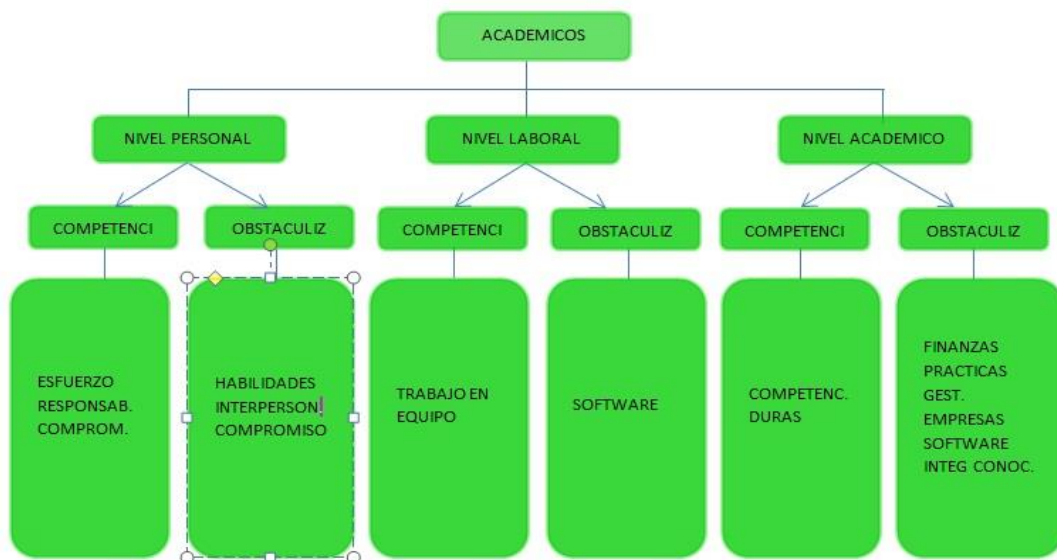 ACADEMICOS
NIVEL PERSONAL
NIVEL LABORAL
NIVEL ACADEMICO
COMPETENCI
OBSTACULIZ
COMPETENCI
OBSTACULIZ
COMPETENCI
OBSTACULIZ
ESFUERZO
RESPONSAB.
COMPROM.
HABILIDADES
INTERPERSON.
COMPROMISO
TRABAJO EN
EQUIPO
SOFTWARE
COMPETENC.
DURAS
FINANZAS
PRACTICAS
GEST.
EMPRESAS
SOFTWARE
INTEG CONOC.